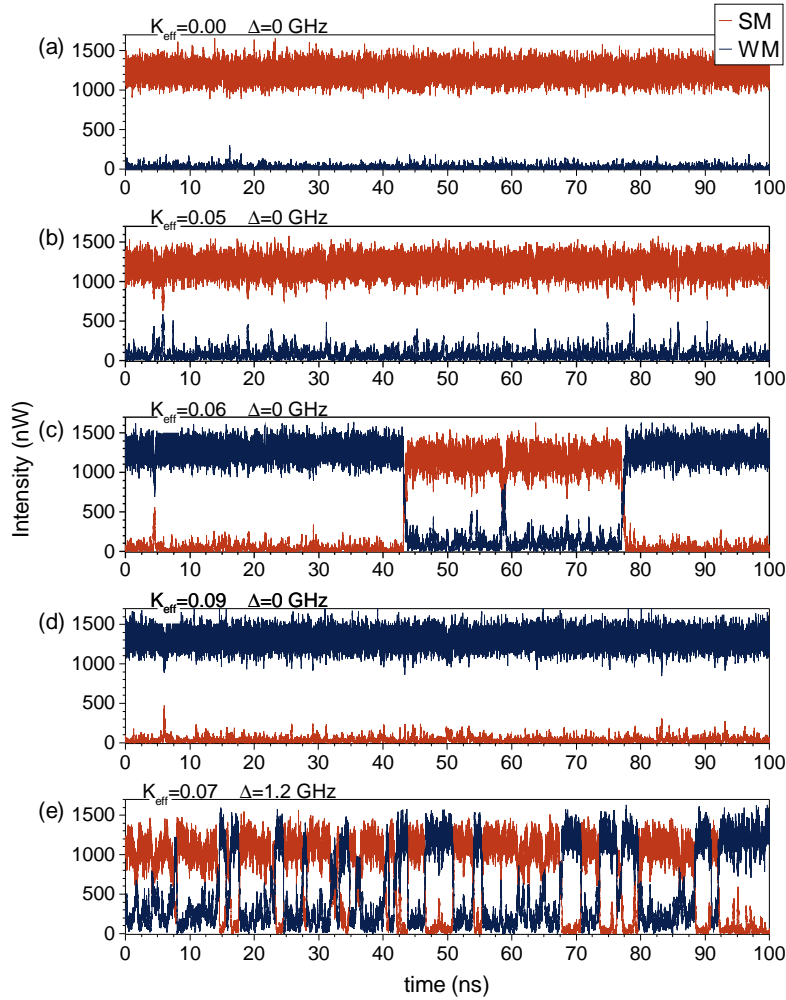 K_eff=0.00 Δ=0 GHz
SM
WM
(a)
1500
1000
500
0
0 10 20 30 40 50 60 70 80 90 100
K_eff=0.05 Δ=0 GHz
(b)
1500
1000
500
0
0 10 20 30 40 50 60 70 80 90 100
K_eff=0.06 Δ=0 GHz
(c)
1500
1000
500
0
0 10 20 30 40 50 60 70 80 90 100
Intensity (nW)
K_eff=0.09 Δ=0 GHz
(d)
1500
1000
500
0
0 10 20 30 40 50 60 70 80 90 100
K_eff=0.07 Δ=1.2 GHz
(e)
1500
1000
500
0
0 10 20 30 40 50 60 70 80 90 100
time (ns)